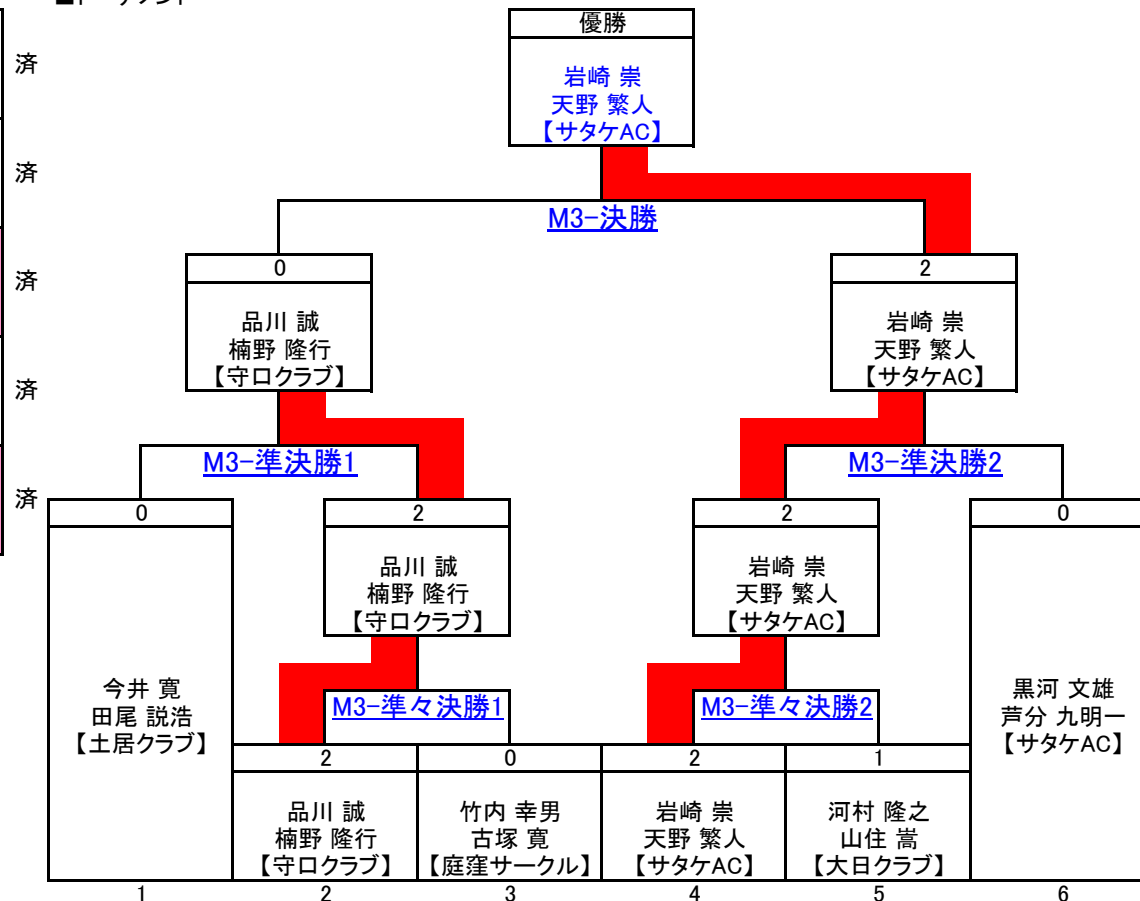 優勝
岩崎 崇
天野 繁人
【サタケAC】
済
済
済
済
済
M3-決勝
0
品川 誠
楠野 隆行
【守口クラブ】
2
岩崎 崇
天野 繁人
【サタケAC】
M3-準決勝1
M3-準決勝2
0
今井 寛
田尾 説浩
【土居クラブ】
2
品川 誠
楠野 隆行
【守口クラブ】
2
岩崎 崇
天野 繁人
【サタケAC】
0
黒河 文雄
芦分 九明一
【サタケAC】
M3-準々決勝1
M3-準々決勝2
2
品川 誠
楠野 隆行
【守口クラブ】
0
竹内 幸男
古塚 寛
【庭窪サークル】
2
岩崎 崇
天野 繁人
【サタケAC】
1
河村 隆之
山住 嵩
【大日クラブ】
1
2
3
4
5
6